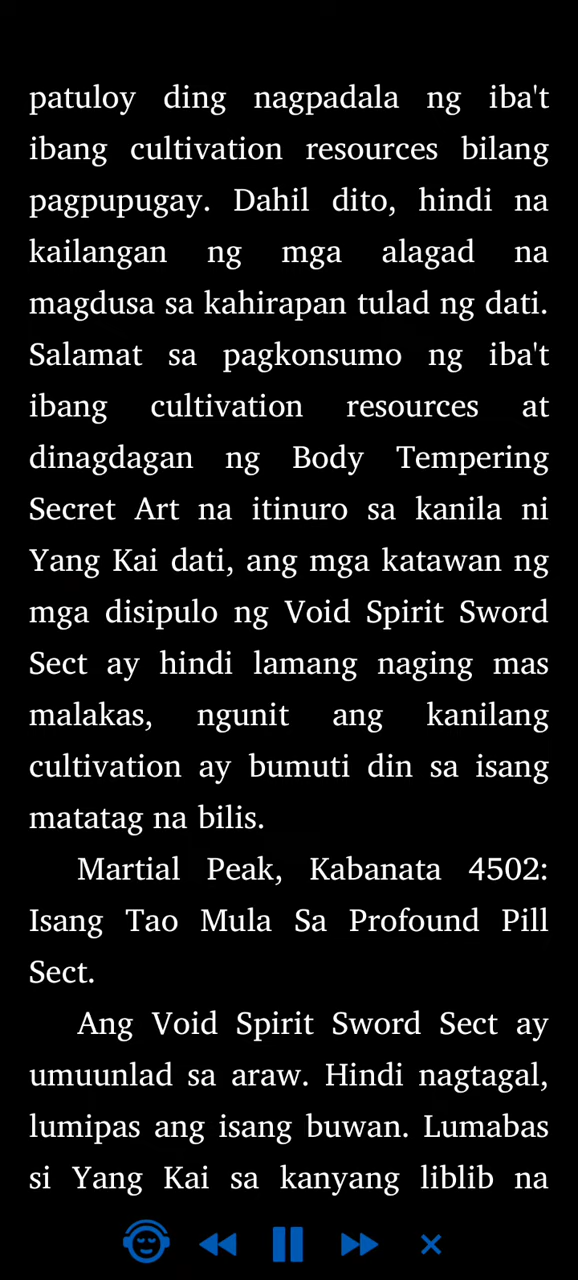 patuloy ding nagpadala ng iba't
ibang cultivation resources bilang
pagpupugay. Dahil dito, hindi na
kailangan ng mga alagad na
magdusa sa kahirapan tulad ng dati.
Salamat sa pagkonsumo ng iba't
ibang cultivation resources at
dinagdagan ng Body Tempering
Secret Art na itinuro sa kanila ni
Yang Kai dati, ang mga katawan ng
mga disipulo ng Void Spirit Sword
Sect ay hindi lamang naging mas
malakas, ngunit ang kanilang
cultivation ay bumuti din sa isang
matatag na bilis.
Martial Peak, Kabanata 4502:
Isang Tao Mula Sa Profound Pill
Sect.
Ang Void Spirit Sword Sect ay
umuunlad sa araw. Hindi nagtagal,
lumipas ang isang buwan. Lumabas
si Yang Kai sa kanyang liblib na